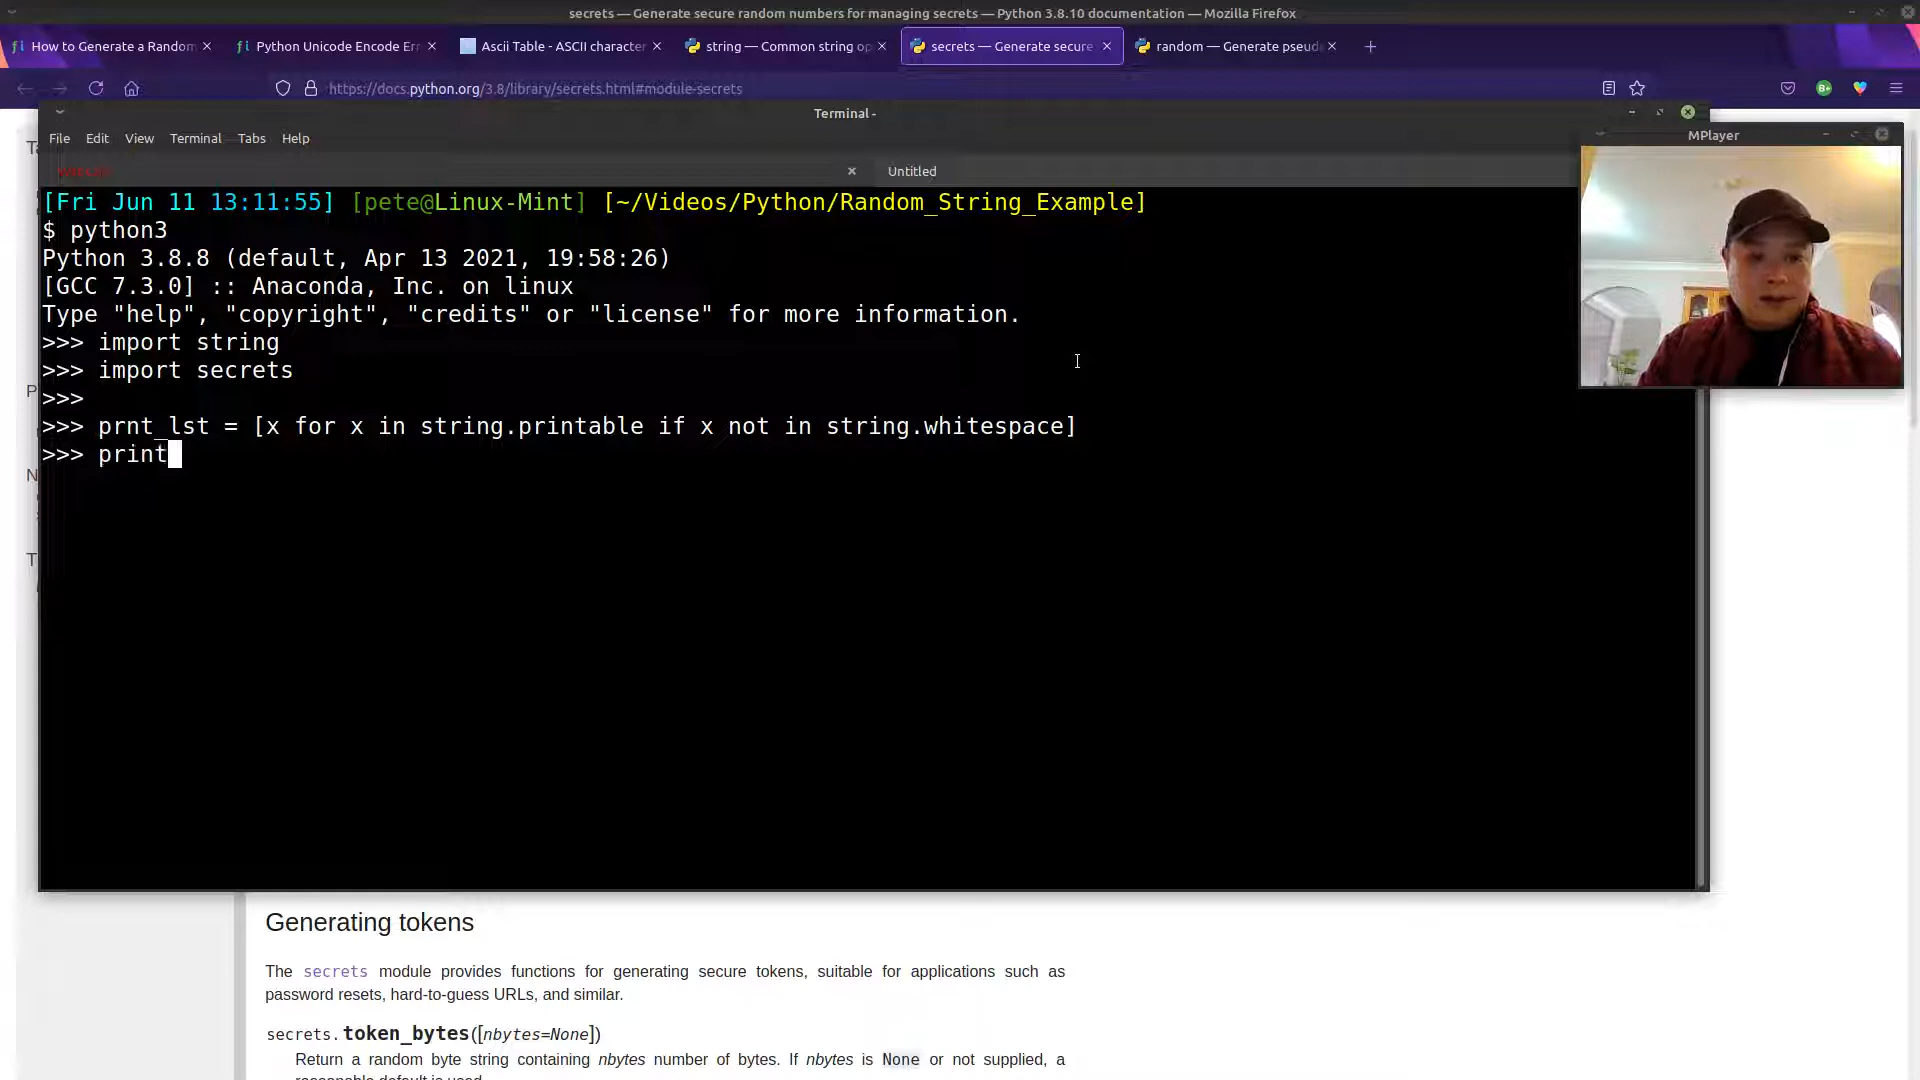 secrets — Generate secure random numbers for managing secrets — Python 3.8.10 documentation — Mozilla Firefox
How to Generate a Random
Python Unicode Encode Err
Ascii Table - ASCII character
string — Common string op
secrets — Generate secure
random — Generate pseud
https://docs.python.org/3.8/library/secrets.html#module-secrets
Terminal -
File Edit View Terminal Tabs Help
MPlayer
Untitled
[Fri Jun 11 13:11:55] [pete@Linux-Mint] [~/Videos/Python/Random_String_Example]
$ python3
Python 3.8.8 (default, Apr 13 2021, 19:58:26)
[GCC 7.3.0] :: Anaconda, Inc. on linux
Type "help", "copyright", "credits" or "license" for more information.
>>> import string
>>> import secrets
>>>
>>> prnt_lst = [x for x in string.printable if x not in string.whitespace]
>>> print
Generating tokens
The secrets module provides functions for generating secure tokens, suitable for applications such as
password resets, hard-to-guess URLs, and similar.
secrets.token_bytes([nbytes=None])
Return a random byte string containing nbytes number of bytes. If nbytes is None or not supplied, a
reasonable default is used.